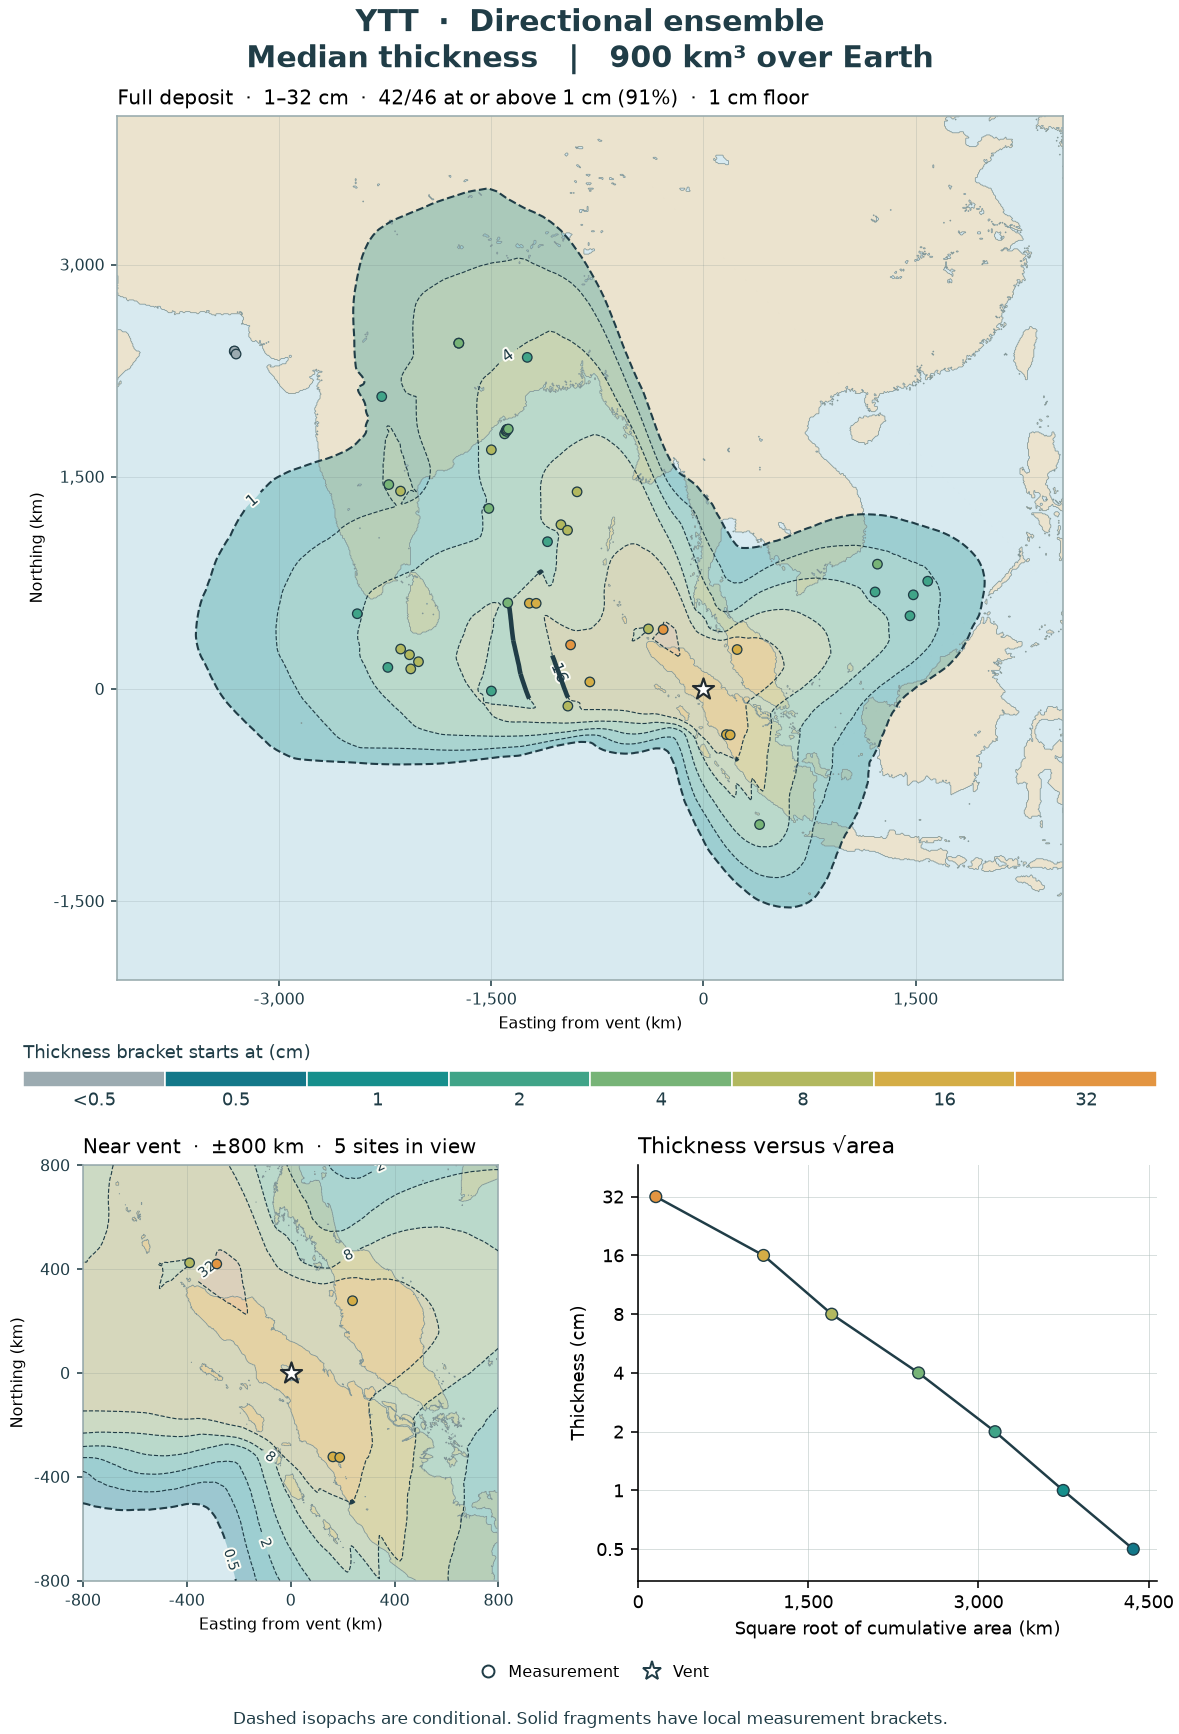 YTT · Directional ensemble
Median thickness | 900 km³ over Earth
Full deposit · 1–32 cm · 42/46 at or above 1 cm (91%) · 1 cm floor
3,000
1,500
0
-1,500
Northing (km)
4
1
16
-3,000 -1,500 0 1,500
Easting from vent (km)
Thickness bracket starts at (cm)
<0.5 0.5 1 2 4 8 16 32
Near vent · ±800 km · 5 sites in view
800
400
0
-400
-800
Northing (km)
2
8
32
8
2
0.5
-800 -400 0 400 800
Easting from vent (km)
Thickness versus √area
32
16
8
4
2
1
0.5
Thickness (cm)
0 1,500 3,000 4,500
Square root of cumulative area (km)
Measurement Vent
Dashed isopachs are conditional. Solid fragments have local measurement brackets.